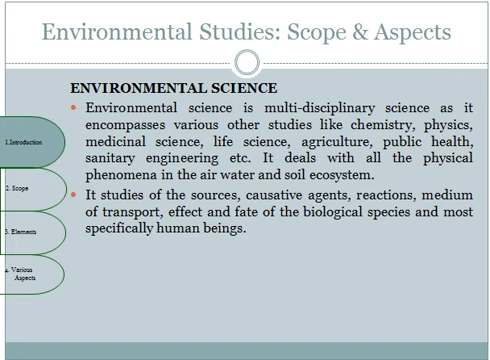 Environmental Studies: Scope & Aspects
ENVIRONMENTAL SCIENCE
• Environmental science is multi-disciplinary science as it
encompasses various other studies like chemistry, physics,
medicinal science, life science, agriculture, public health,
sanitary engineering etc. It deals with all the physical
phenomena in the air water and soil ecosystem.
• It studies of the sources, causative agents, reactions, medium
of transport, effect and fate of the biological species and most
specifically human beings.
1.Introduction
2. Scope
3. Elements
4. Various
Aspects